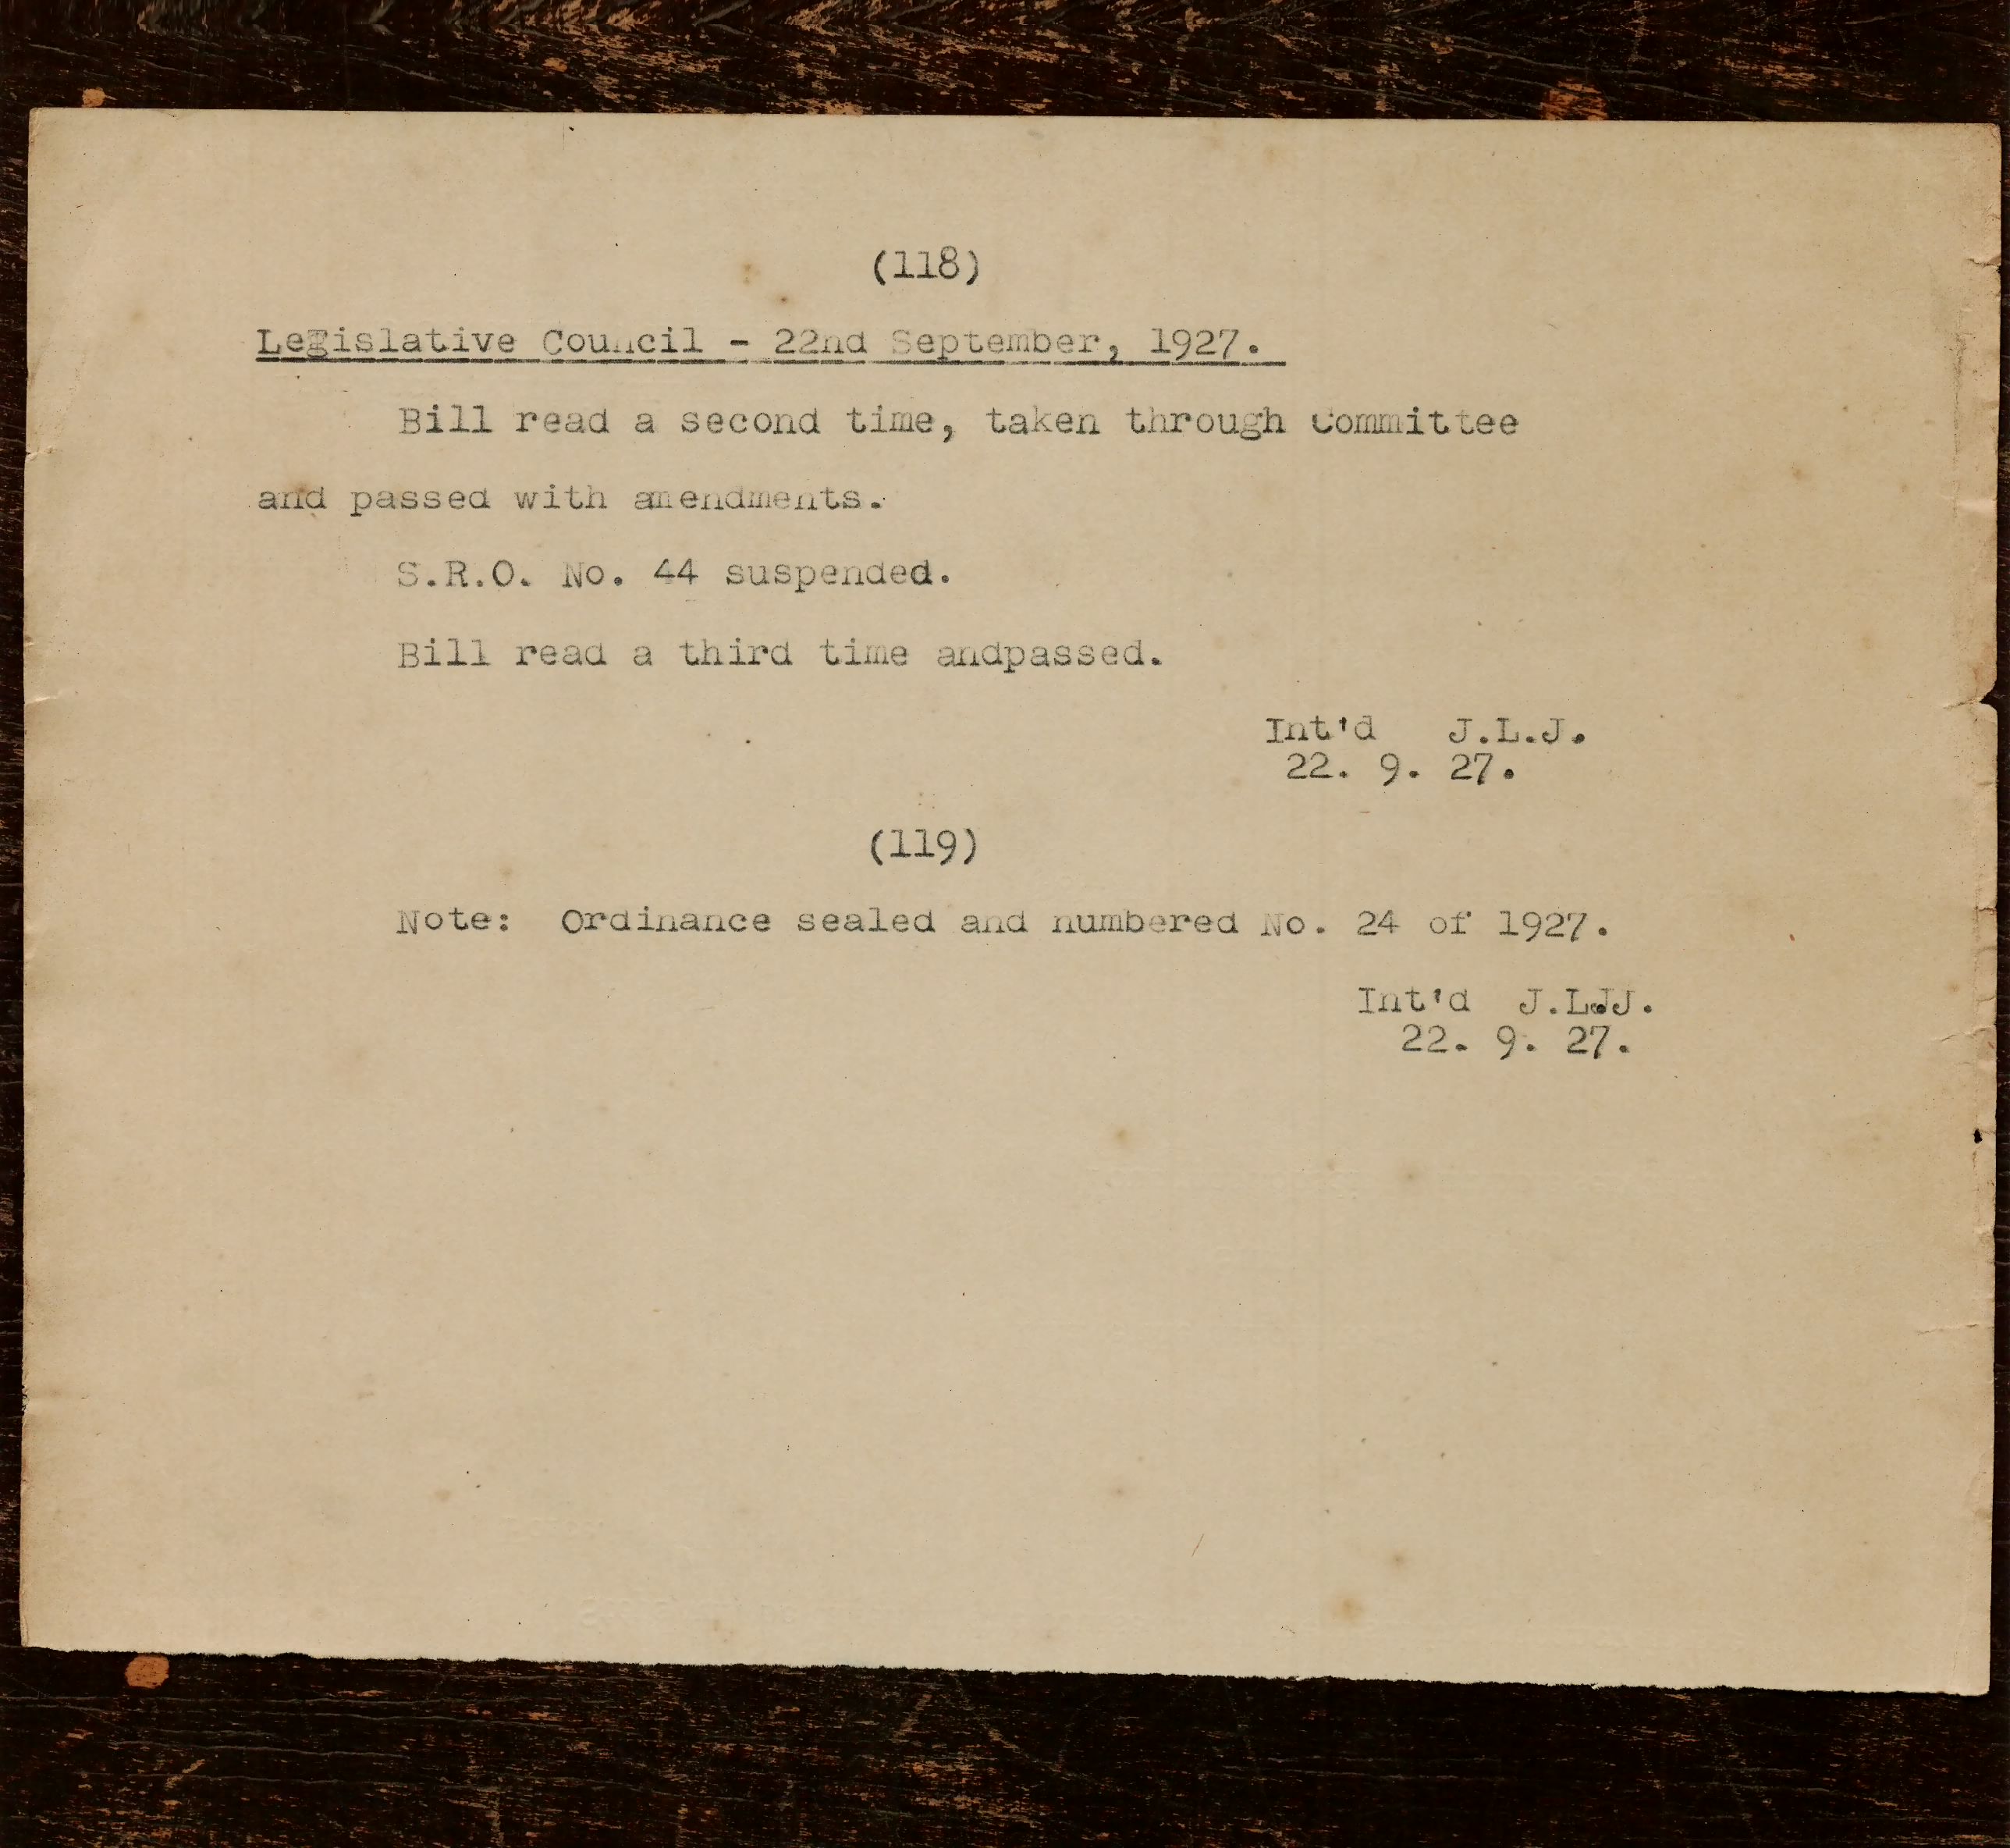 (118)
Legislative Council - 22nd September, 1927.
Bill read a second time, taken through Committee
and passed with amendments.
S.R.O. No. 44 suspended.
Bill read a third time andpassed.
Int'd J.L.J.
22. 9. 27.
(119)
Note: Ordinance sealed and numbered No. 24 of 1927.
Int'd J.L.JJ.
22. 9. 27.